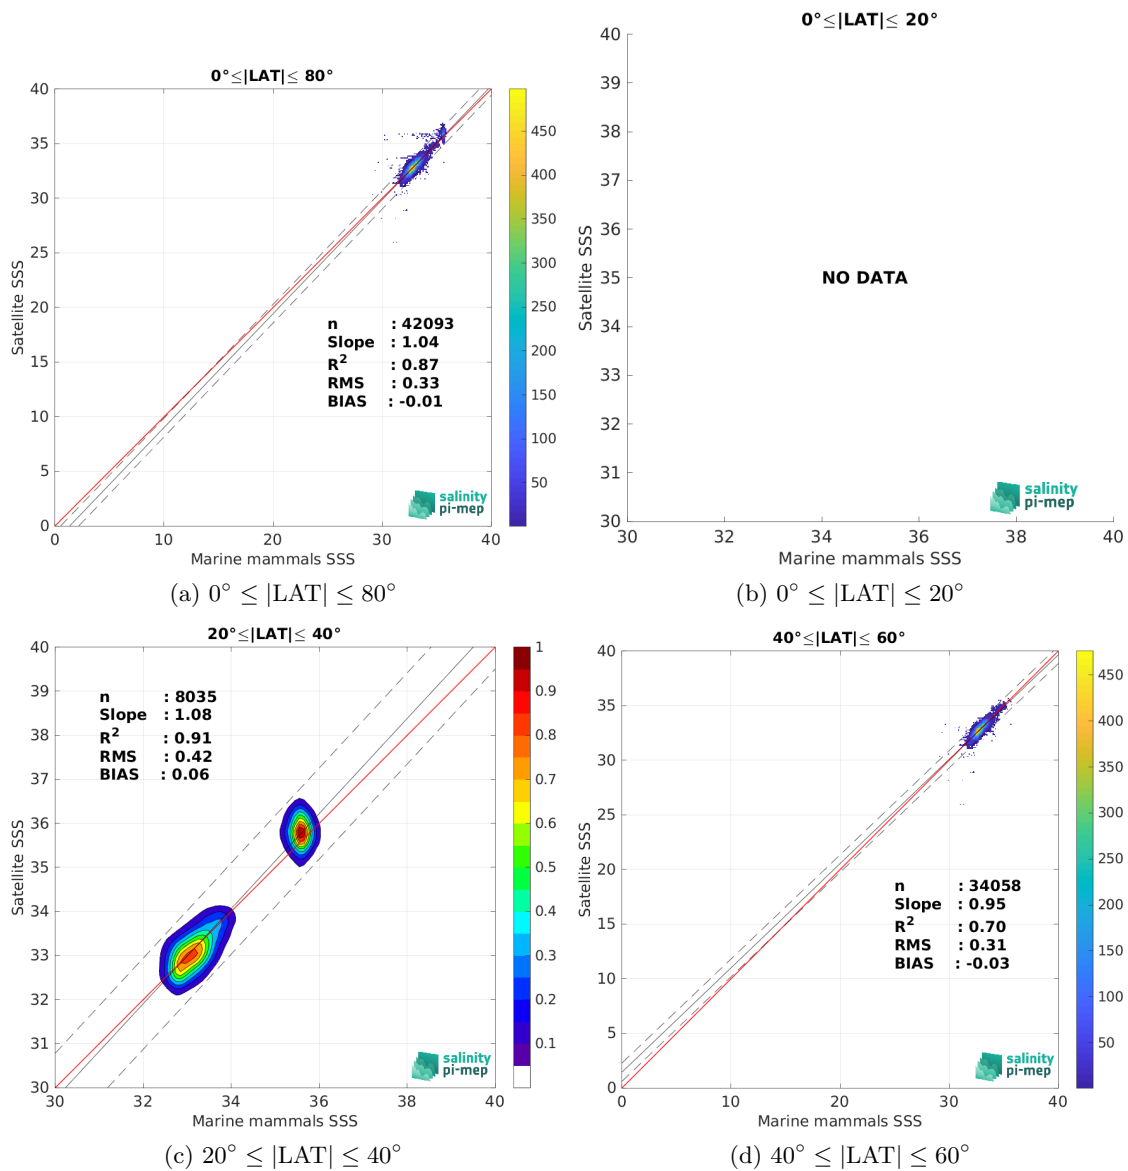 0°≤|LAT|≤ 80°
40
35
30
25
20
15
10
5
0
0
10
20
30
40
Satellite SSS
Marine mammals SSS
n : 42093
Slope : 1.04
R² : 0.87
RMS : 0.33
BIAS : -0.01
450
400
350
300
250
200
150
100
50
salinity
pi-mep
(a) 0° ≤ |LAT| ≤ 80°
0°≤|LAT|≤ 20°
40
39
38
37
36
35
34
33
32
31
30
30
32
34
36
38
40
Satellite SSS
Marine mammals SSS
NO DATA
salinity
pi-mep
(b) 0° ≤ |LAT| ≤ 20°
20°≤|LAT|≤ 40°
40
39
38
37
36
35
34
33
32
31
30
30
32
34
36
38
40
Satellite SSS
Marine mammals SSS
n : 8035
Slope : 1.08
R² : 0.91
RMS : 0.42
BIAS : 0.06
1
0.9
0.8
0.7
0.6
0.5
0.4
0.3
0.2
0.1
salinity
pi-mep
(c) 20° ≤ |LAT| ≤ 40°
40°≤|LAT|≤ 60°
40
35
30
25
20
15
10
5
0
0
10
20
30
40
Satellite SSS
Marine mammals SSS
n : 34058
Slope : 0.95
R² : 0.70
RMS : 0.31
BIAS : -0.03
450
400
350
300
250
200
150
100
50
salinity
pi-mep
(d) 40° ≤ |LAT| ≤ 60°